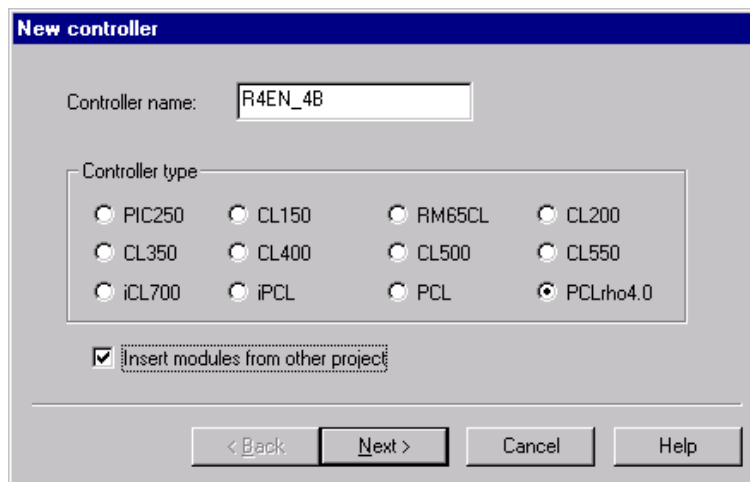 New controller
Controller name: R4EN_4B
Controller type
PIC250 CL150 RM65CL CL200
CL350 CL400 CL500 CL550
iCL700 iPCL PCL PCLrho4.0
Insert modules from other project
< Back Next > Cancel Help